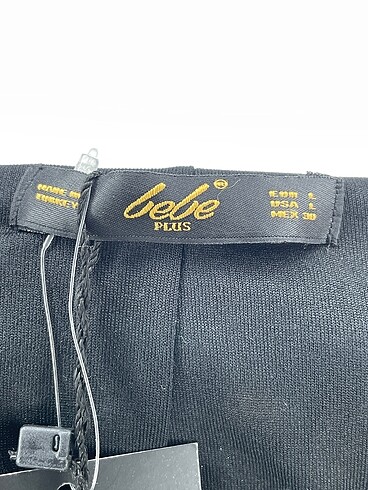 MADE IN
TURKEY
bebe®
PLUS
EUR L
USA L
MEX 30